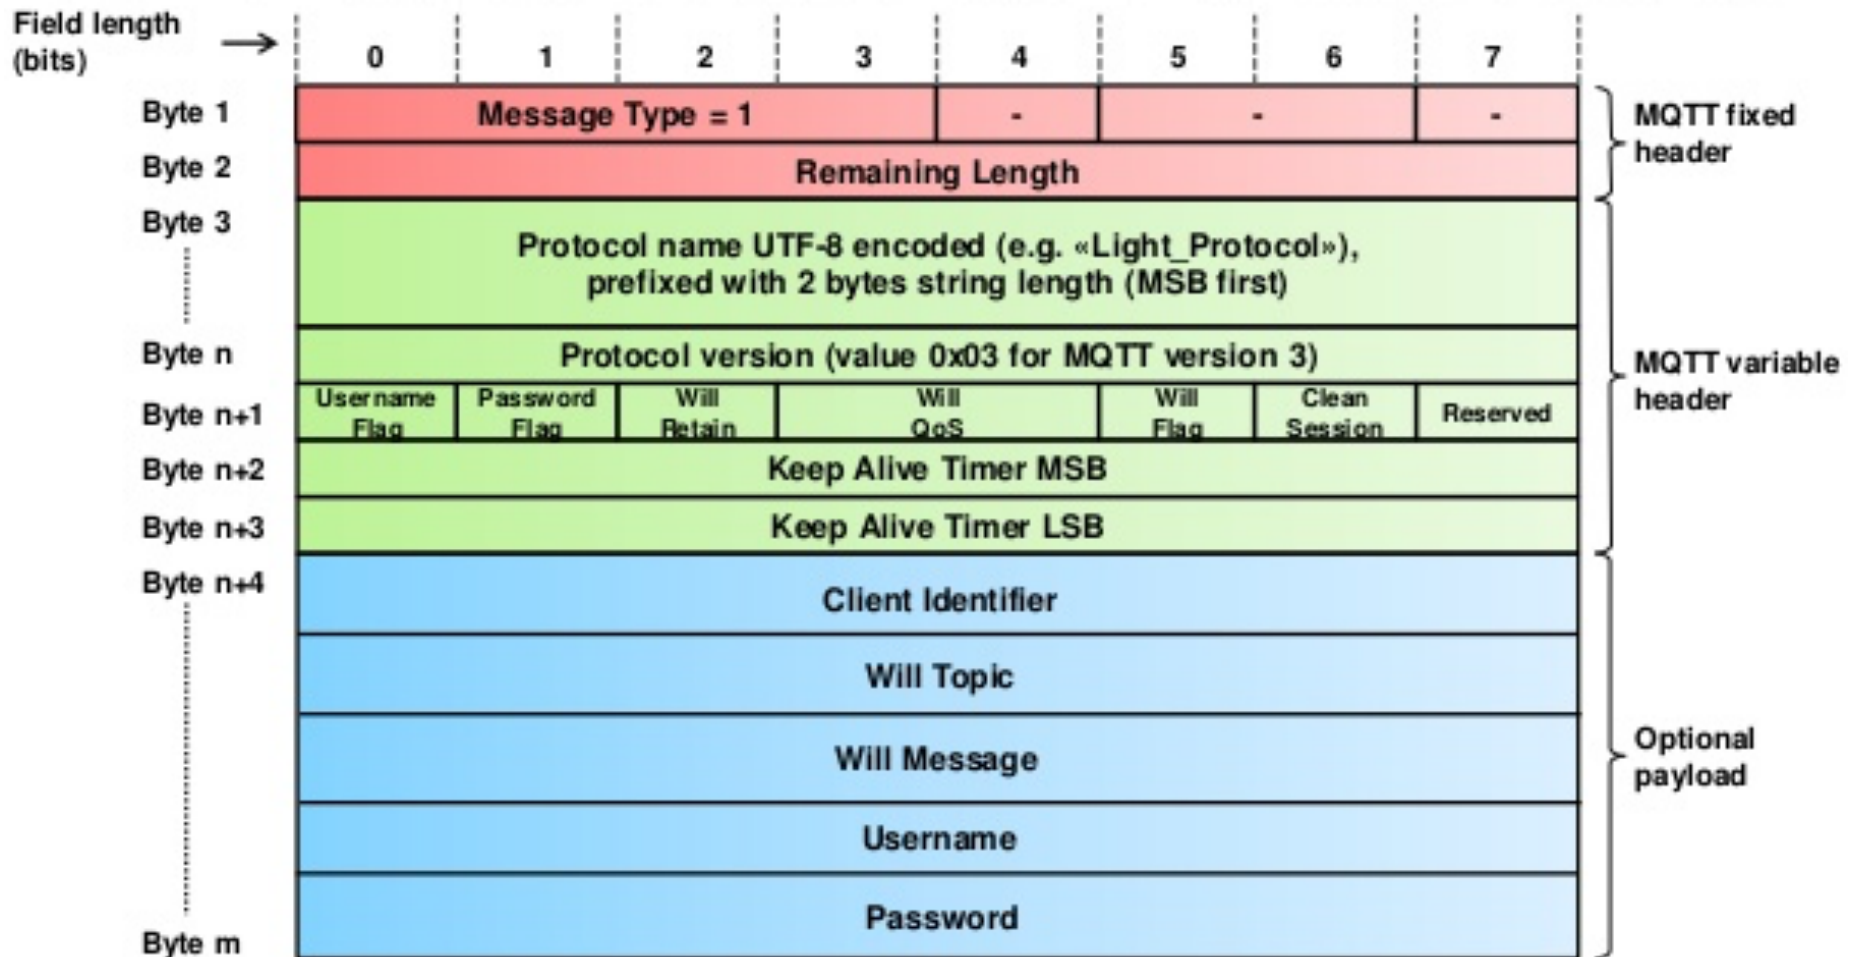 Field length
(bits)
0 1 2 3 4 5 6 7
Byte 1
Message Type = 1 - - -
MQTT fixed
header
Byte 2
Remaining Length
Byte 3
Protocol name UTF-8 encoded (e.g. «Light_Protocol»),
prefixed with 2 bytes string length (MSB first)
Byte n
Protocol version (value 0x03 for MQTT version 3)
MQTT variable
header
Byte n+1
Username
Flag
Password
Flag
Will
Retain
Will
QoS
Will
Flag
Clean
Session
Reserved
Byte n+2
Keep Alive Timer MSB
Byte n+3
Keep Alive Timer LSB
Byte n+4
Client Identifier
Will Topic
Will Message
Optional
payload
Username
Password
Byte m